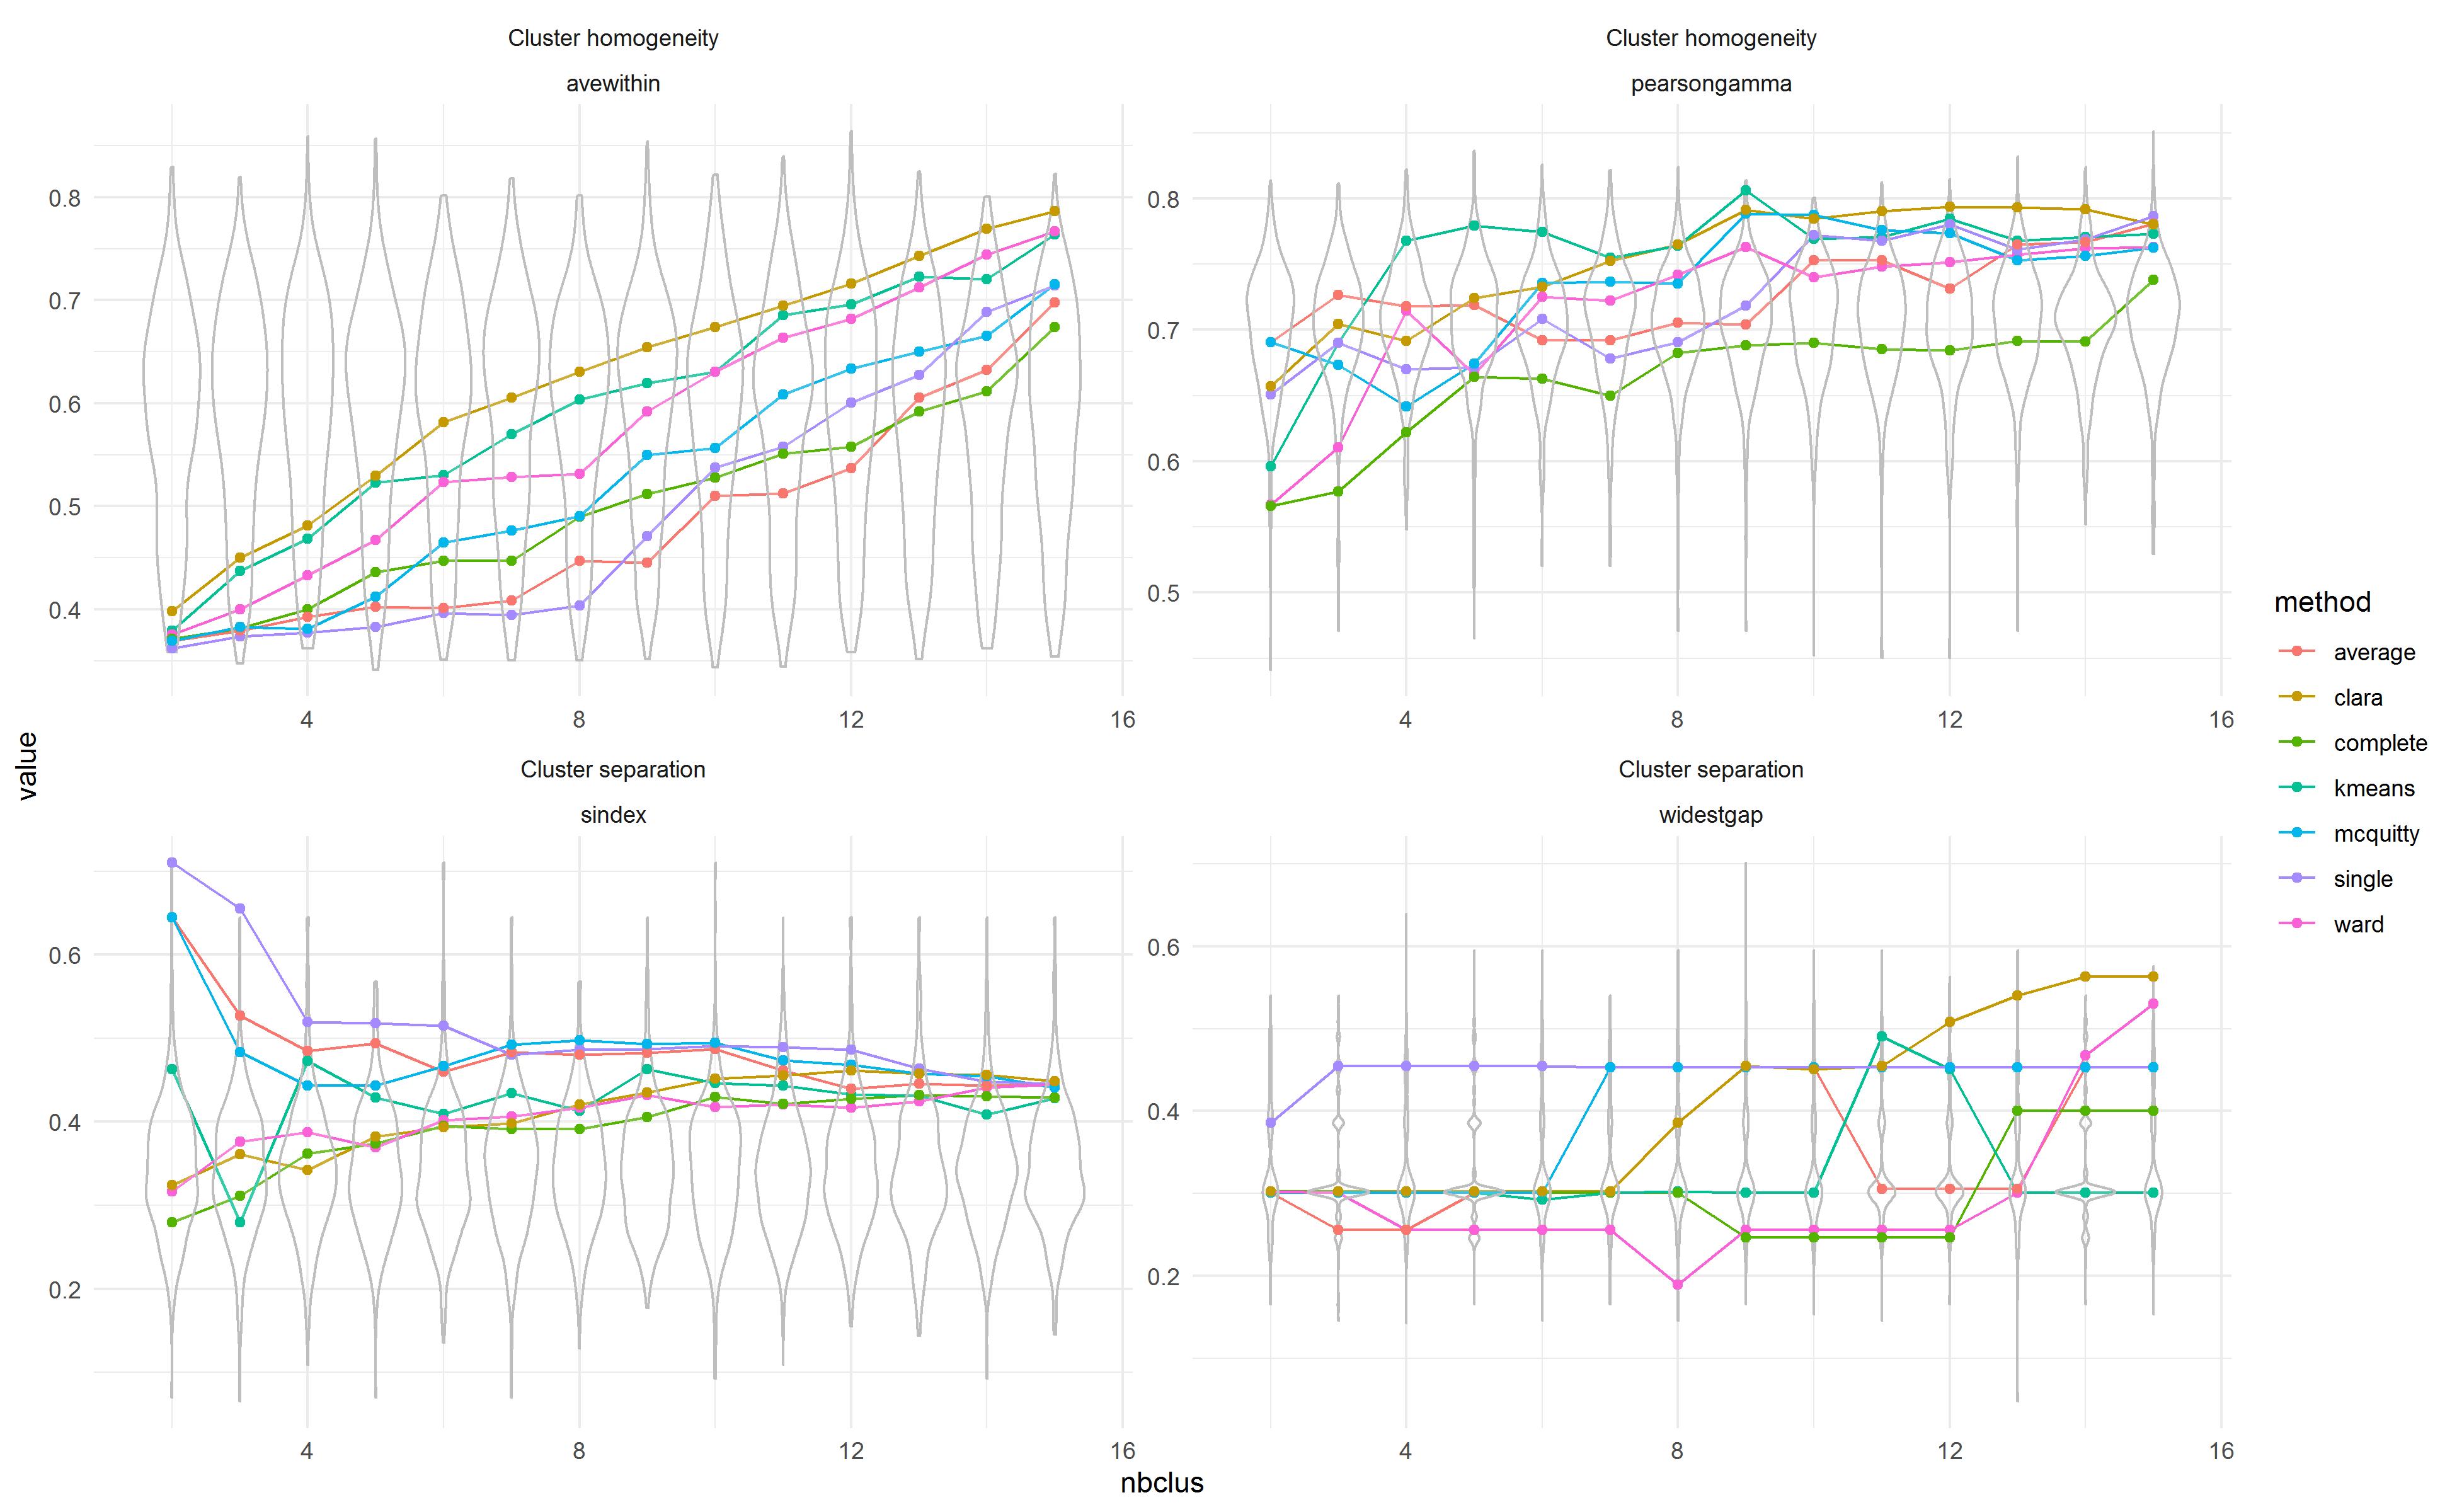 Cluster homogeneity
avewithin
0.8
0.7
0.6
0.5
0.4
4
8
12
16
Cluster homogeneity
pearsongamma
0.8
0.7
0.6
0.5
4
8
12
16
value
Cluster separation
sindex
0.6
0.4
0.2
4
8
12
16
Cluster separation
widestgap
0.6
0.4
0.2
4
8
12
16
nbclus
method
average
clara
complete
kmeans
mcquitty
single
ward